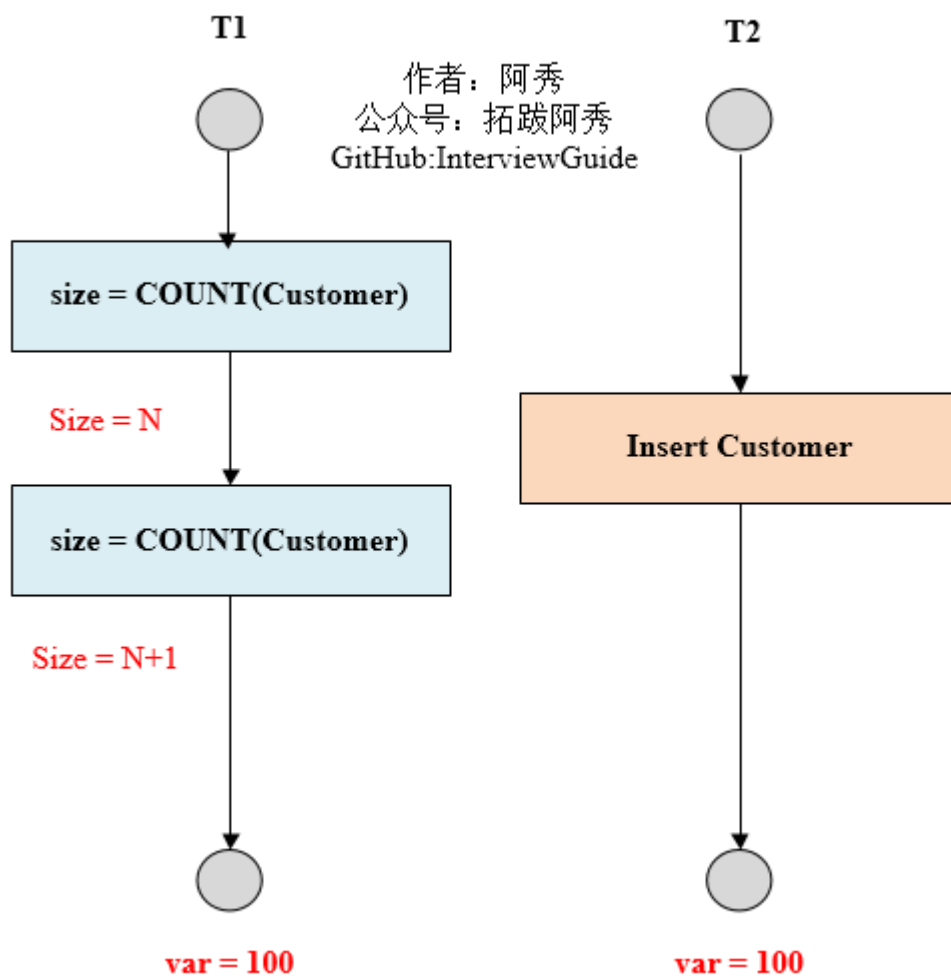 T1
T2
作者：阿秀
公众号：拓跋阿秀
GitHub:InterviewGuide
size = COUNT(Customer)
Size = N
Insert Customer
size = COUNT(Customer)
Size = N+1
var = 100
var = 100